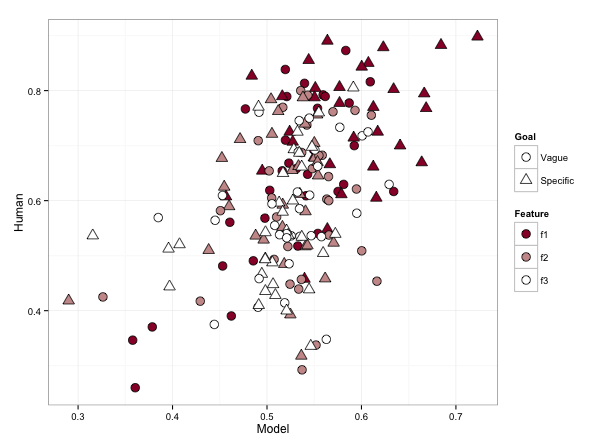 Human
0.8
0.6
0.4
0.3
0.4
0.5
0.6
0.7
Model
Goal
Vague
Specific
Feature
f1
f2
f3